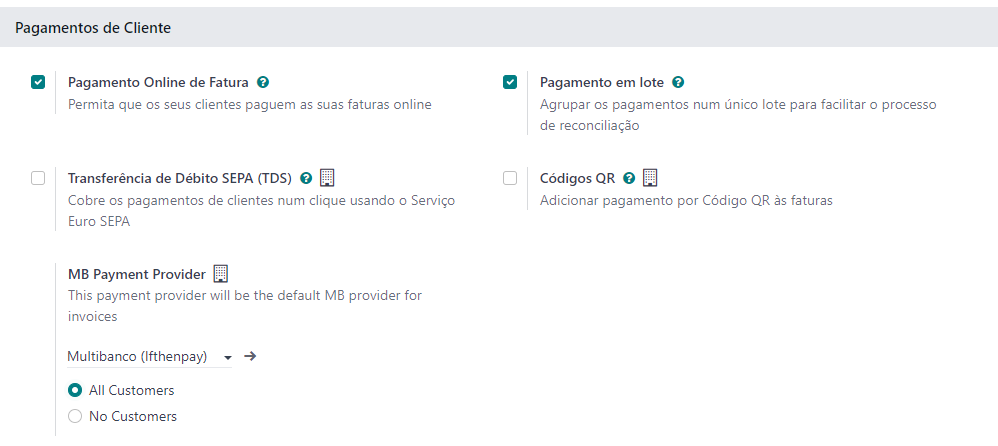 Pagamentos de Cliente
Pagamento Online de Fatura ?
Permita que os seus clientes paguem as suas faturas online
Pagamento em lote ?
Agrupar os pagamentos num único lote para facilitar o processo
de reconciliação
Transferência de Débito SEPA (TDS) ?
Cobre os pagamentos de clientes num clique usando o Serviço
Euro SEPA
Códigos QR ?
Adicionar pagamento por Código QR às faturas
MB Payment Provider
This payment provider will be the default MB provider for
invoices
Multibanco (Ifthenpay)
All Customers
No Customers